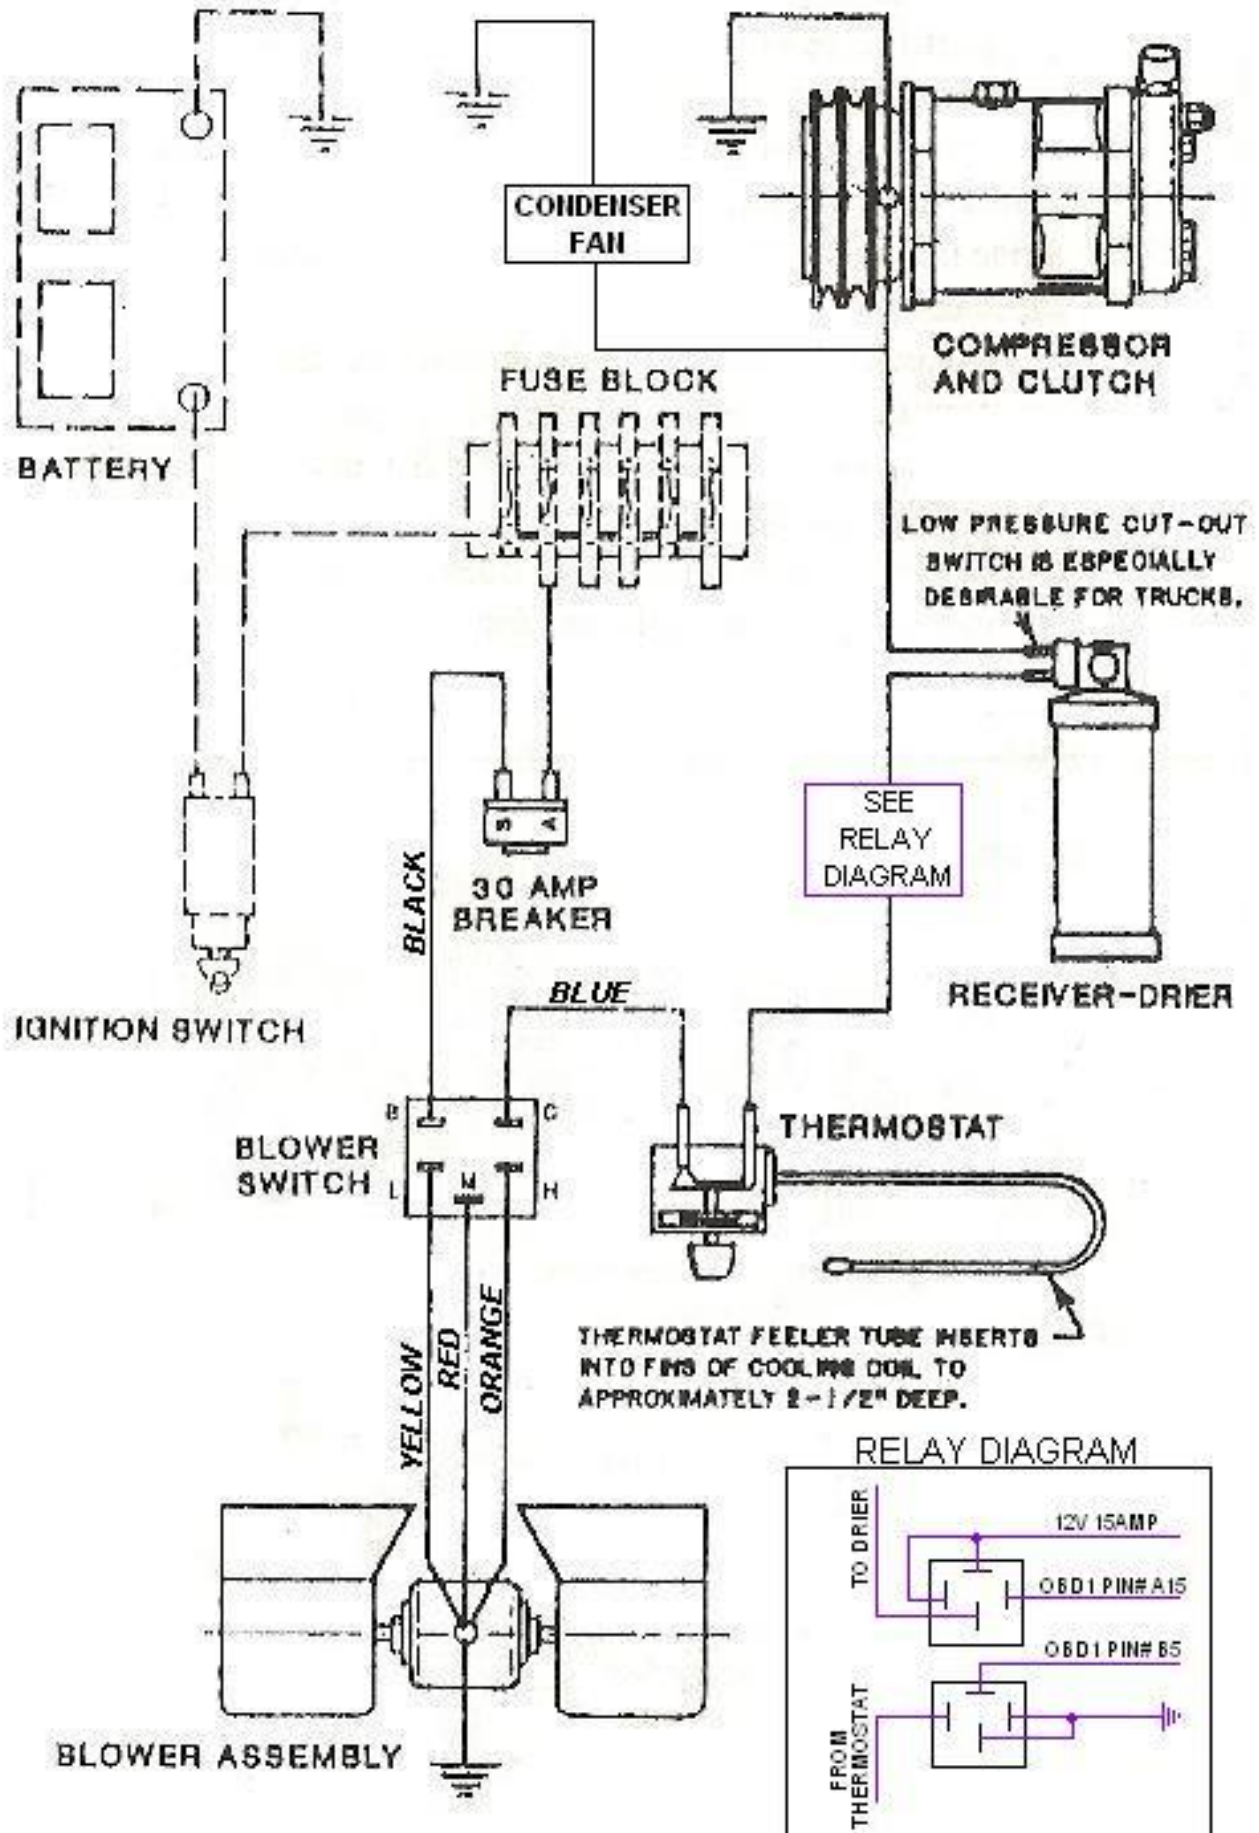 CONDENSER
FAN
COMPRESSOR
AND CLUTCH
FUSE BLOCK
BATTERY
LOW PRESSURE CUT-OUT
SWITCH IS ESPECIALLY
DESIRABLE FOR TRUCKS.
SEE
RELAY
DIAGRAM
B A
30 AMP
BREAKER
BLACK
RECEIVER-DRIER
IGNITION SWITCH
BLUE
B C
BLOWER
SWITCH
L M H
THERMOSTAT
THERMOSTAT FEELER TUBE INSERTS
INTO FINS OF COOLING COIL TO
APPROXIMATELY 2-1/2" DEEP.
YELLOW
RED
ORANGE
BLOWER ASSEMBLY
RELAY DIAGRAM
TO DRIER
12V 15AMP
OBD1 PIN# A15
OBD1 PIN# B5
FROM
THERMOSTAT